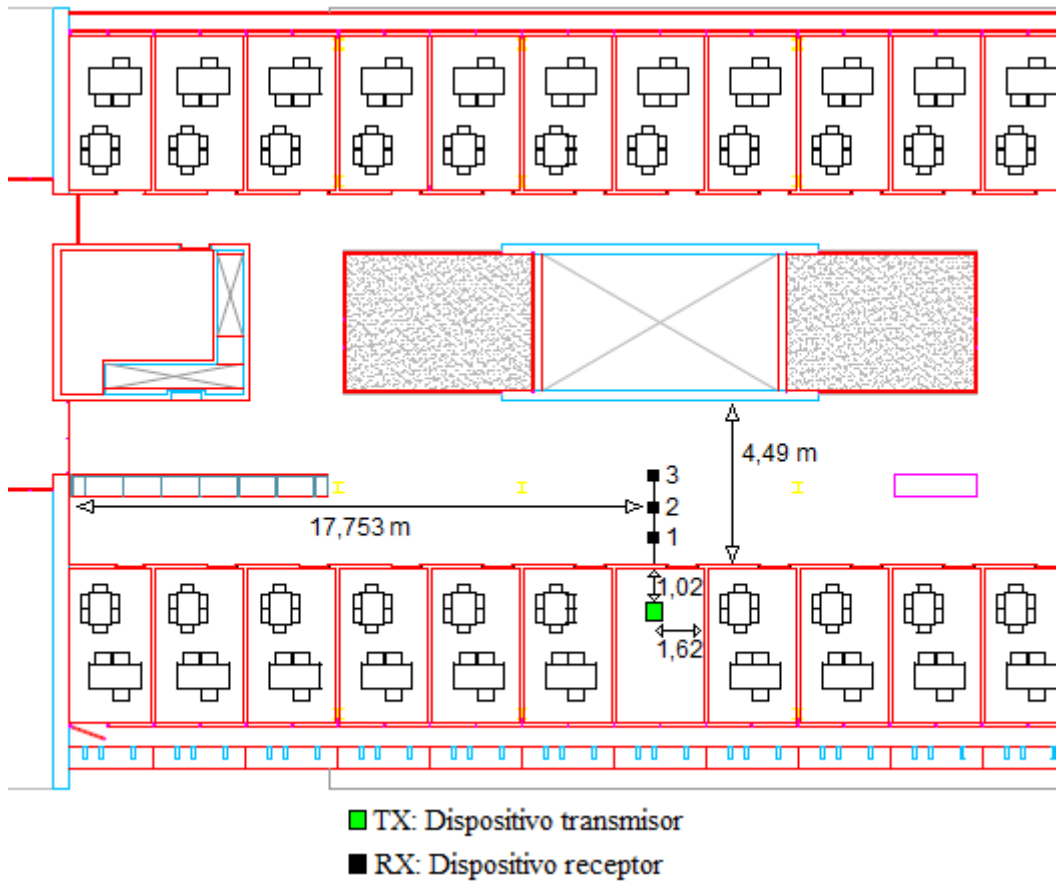 3
4,49 m
2
17,753 m
1
1,02
1,62
TX: Dispositivo transmisor
RX: Dispositivo receptor